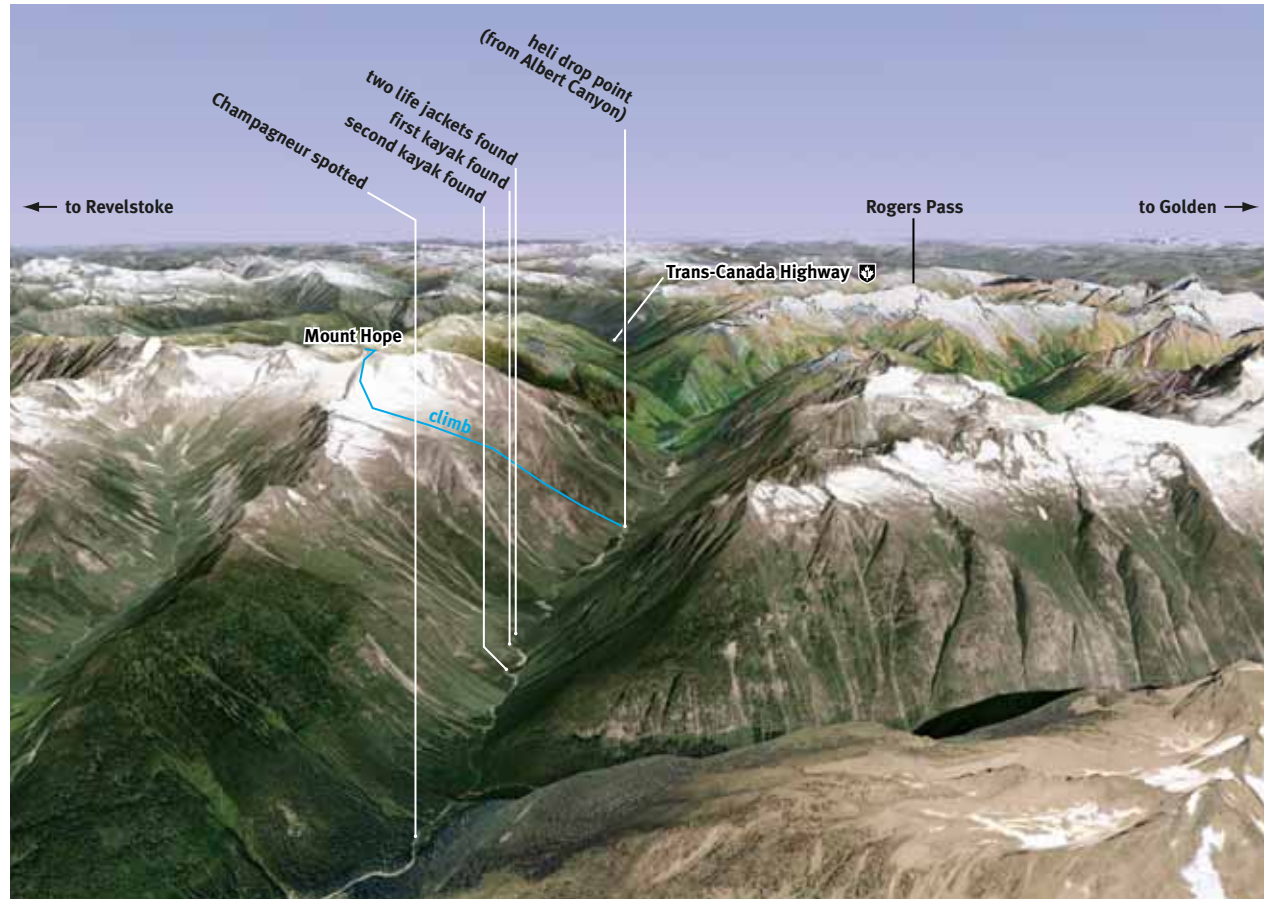 heli drop point
(from Albert Canyon)
two life jackets found
first kayak found
second kayak found
Champagneur spotted
← to Revelstoke
Rogers Pass
to Golden →
Trans-Canada Highway
Mount Hope
climb